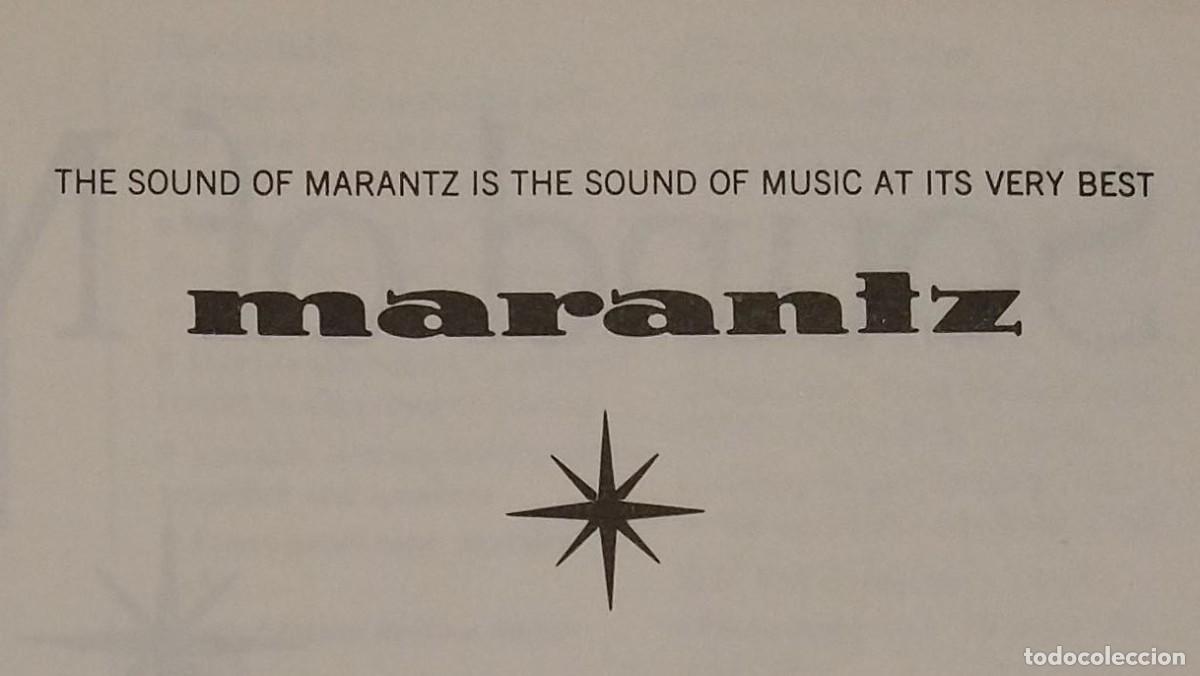 THE SOUND OF MARANTZ IS THE SOUND OF MUSIC AT ITS VERY BEST
marantz
todocoleccion